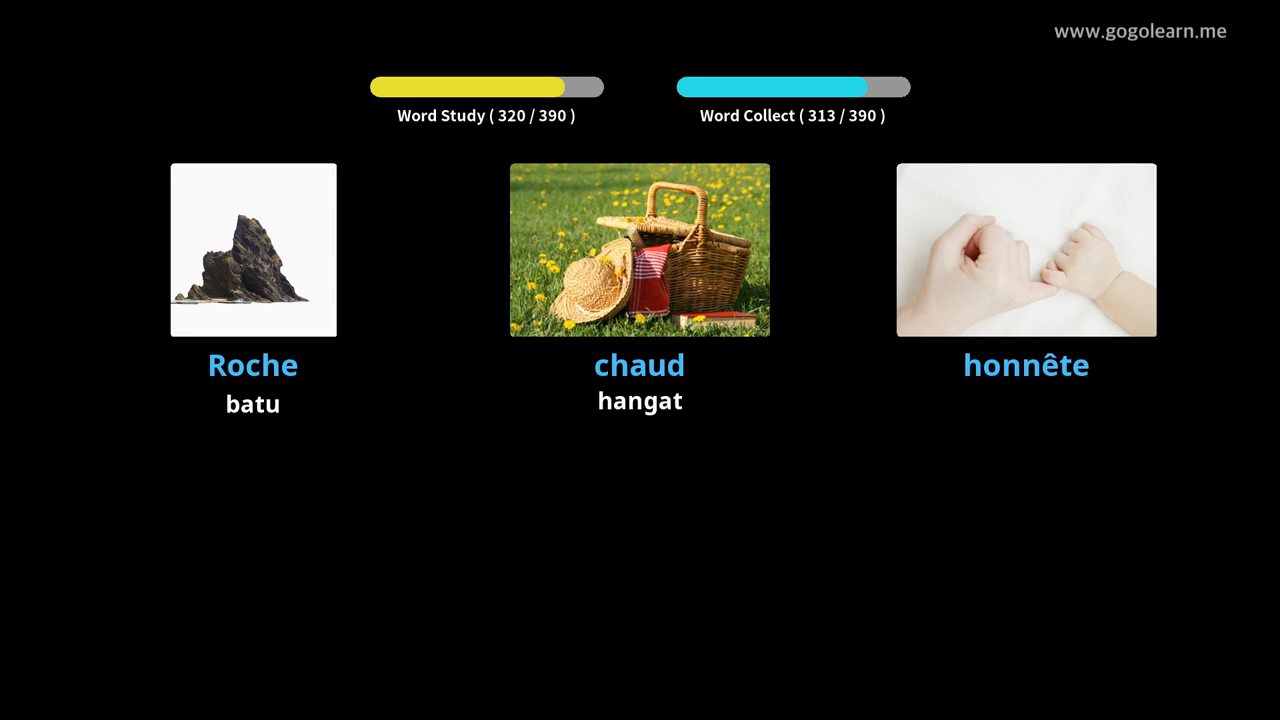 www.gogolearn.me
Word Study ( 320 / 390 )
Word Collect ( 313 / 390 )
Roche
batu
chaud
hangat
honnête